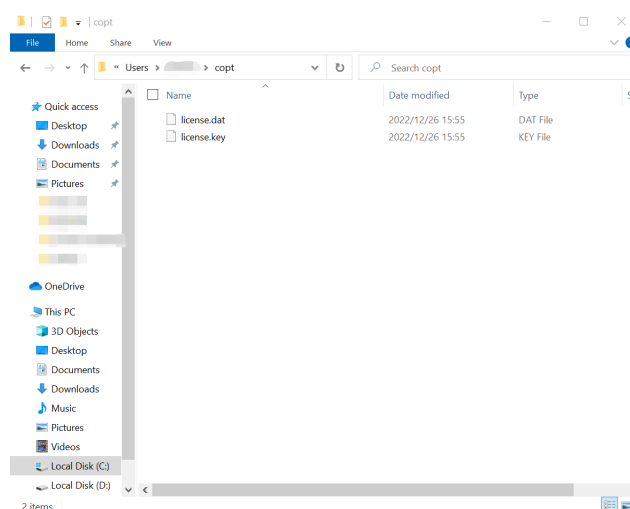 copt
File Home Share View
« Users > > copt
Search copt
Name Date modified Type S
license.dat 2022/12/26 15:55 DAT File
license.key 2022/12/26 15:55 KEY File
Quick access
Desktop
Downloads
Documents
Pictures
OneDrive
This PC
3D Objects
Desktop
Documents
Downloads
Music
Pictures
Videos
Local Disk (C:)
Local Disk (D:)
2 items